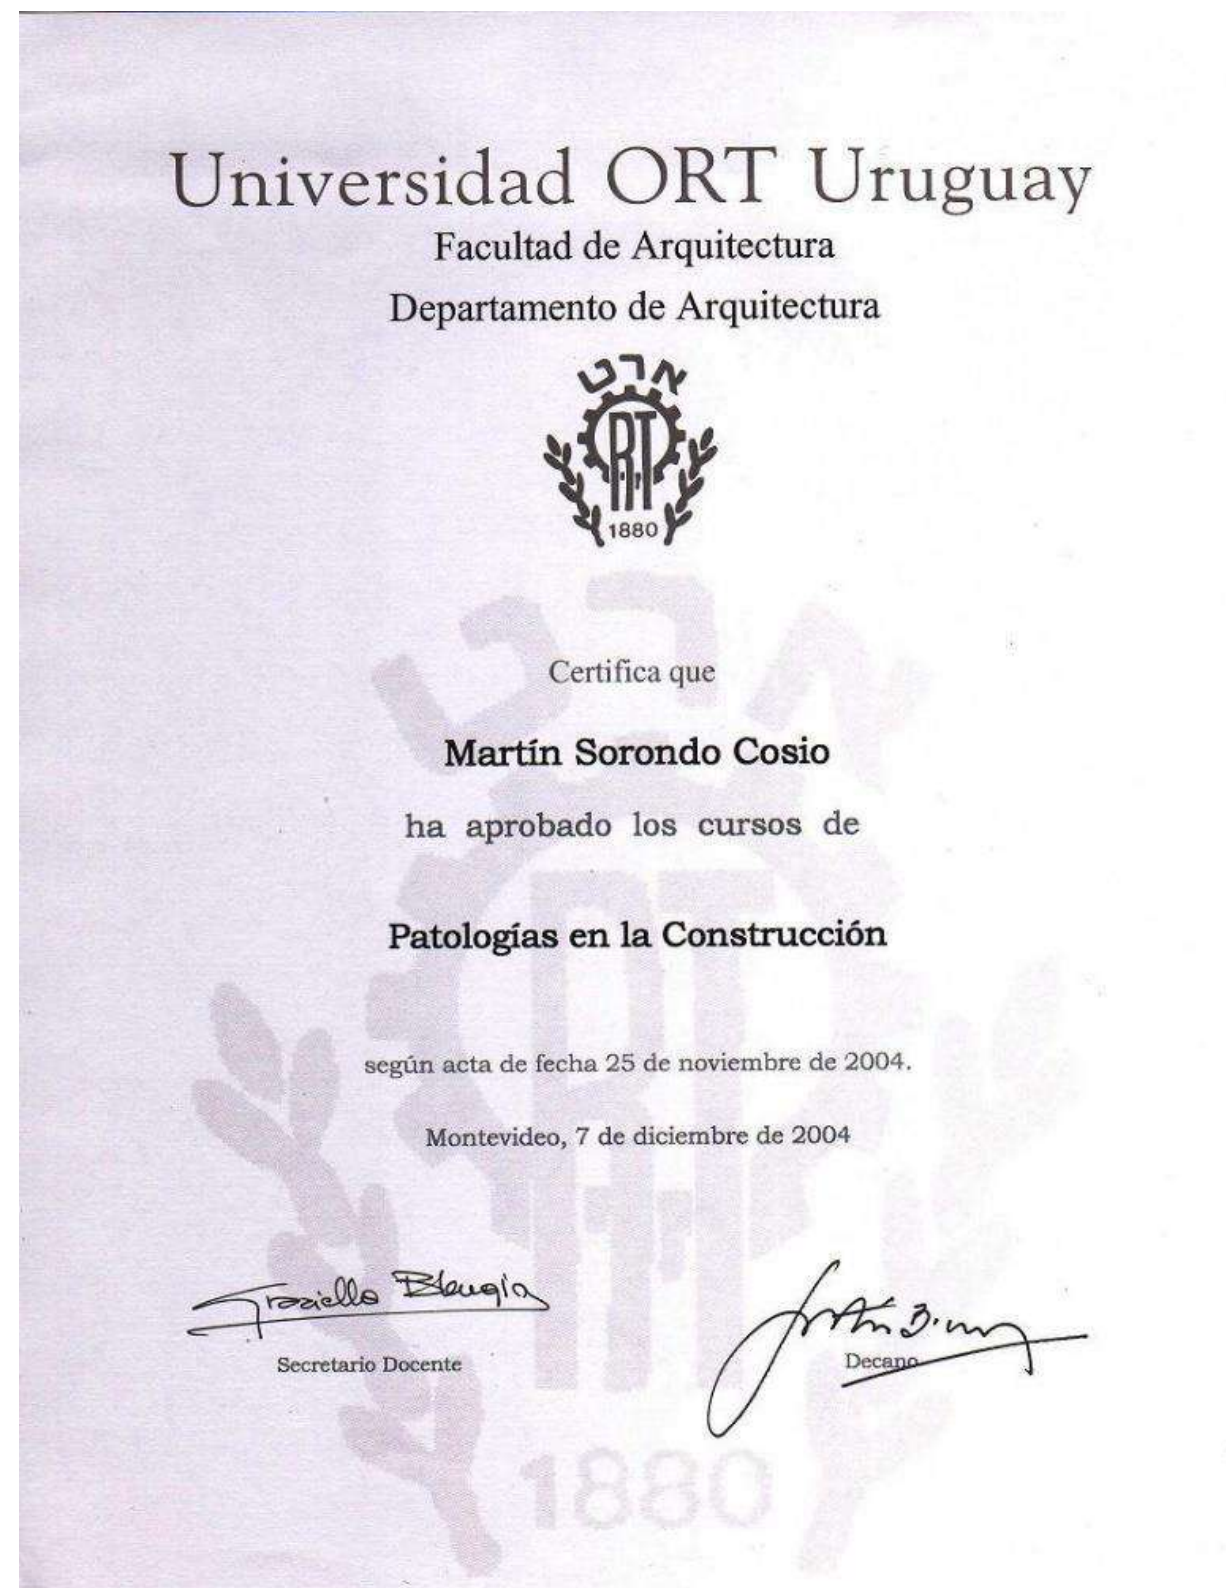 Universidad ORT Uruguay
Facultad de Arquitectura
Departamento de Arquitectura
אורט
ORT
1880
Certifica que
Martín Sorondo Cosio
ha aprobado los cursos de
Patologías en la Construcción
según acta de fecha 25 de noviembre de 2004.
Montevideo, 7 de diciembre de 2004
Secretario Docente
Decano
1880